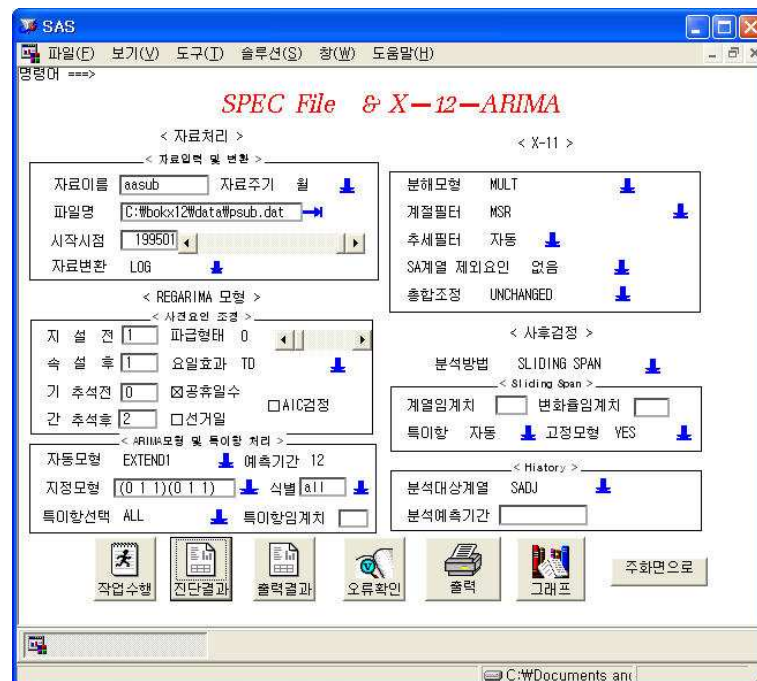 SAS
파일(F) 보기(V) 도구(T) 솔루션(S) 창(W) 도움말(H)
명령어 ===>
SPEC File & X-12-ARIMA
< 자료처리 >
< 자료입력 및 변환 >
자료이름 aasub 자료주기 월
파일명 C:\bokx12\data\psub.dat
시작시점 199501
자료변환 LOG
< REGARIMA 모형 >
< 사전요인 조정 >
지 설 전 1 파급형태 0
속 설 후 1 요일효과 TD
기 추석전 0 공휴일수
간 추석후 2 선거일
AIC검정
< ARIMA모형 및 특이항 처리 >
자동모형 EXTEND1 예측기간 12
지정모형 (0 1 1)(0 1 1) 식별 all
특이항선택 ALL 특이항임계치
< X-11 >
분해모형 MULT
계절필터 MSR
추세필터 자동
SA계열 제외요인 없음
총합조정 UNCHANGED
< 사후검정 >
분석방법 SLIDING SPAN
< Sliding Span >
계열임계치 변화율임계치
특이항 자동 고정모형 YES
< History >
분석대상계열 SADJ
분석예측기간
작업수행 진단결과 출력결과 오류확인 출력 그래프 주화면으로
C:\Documents and